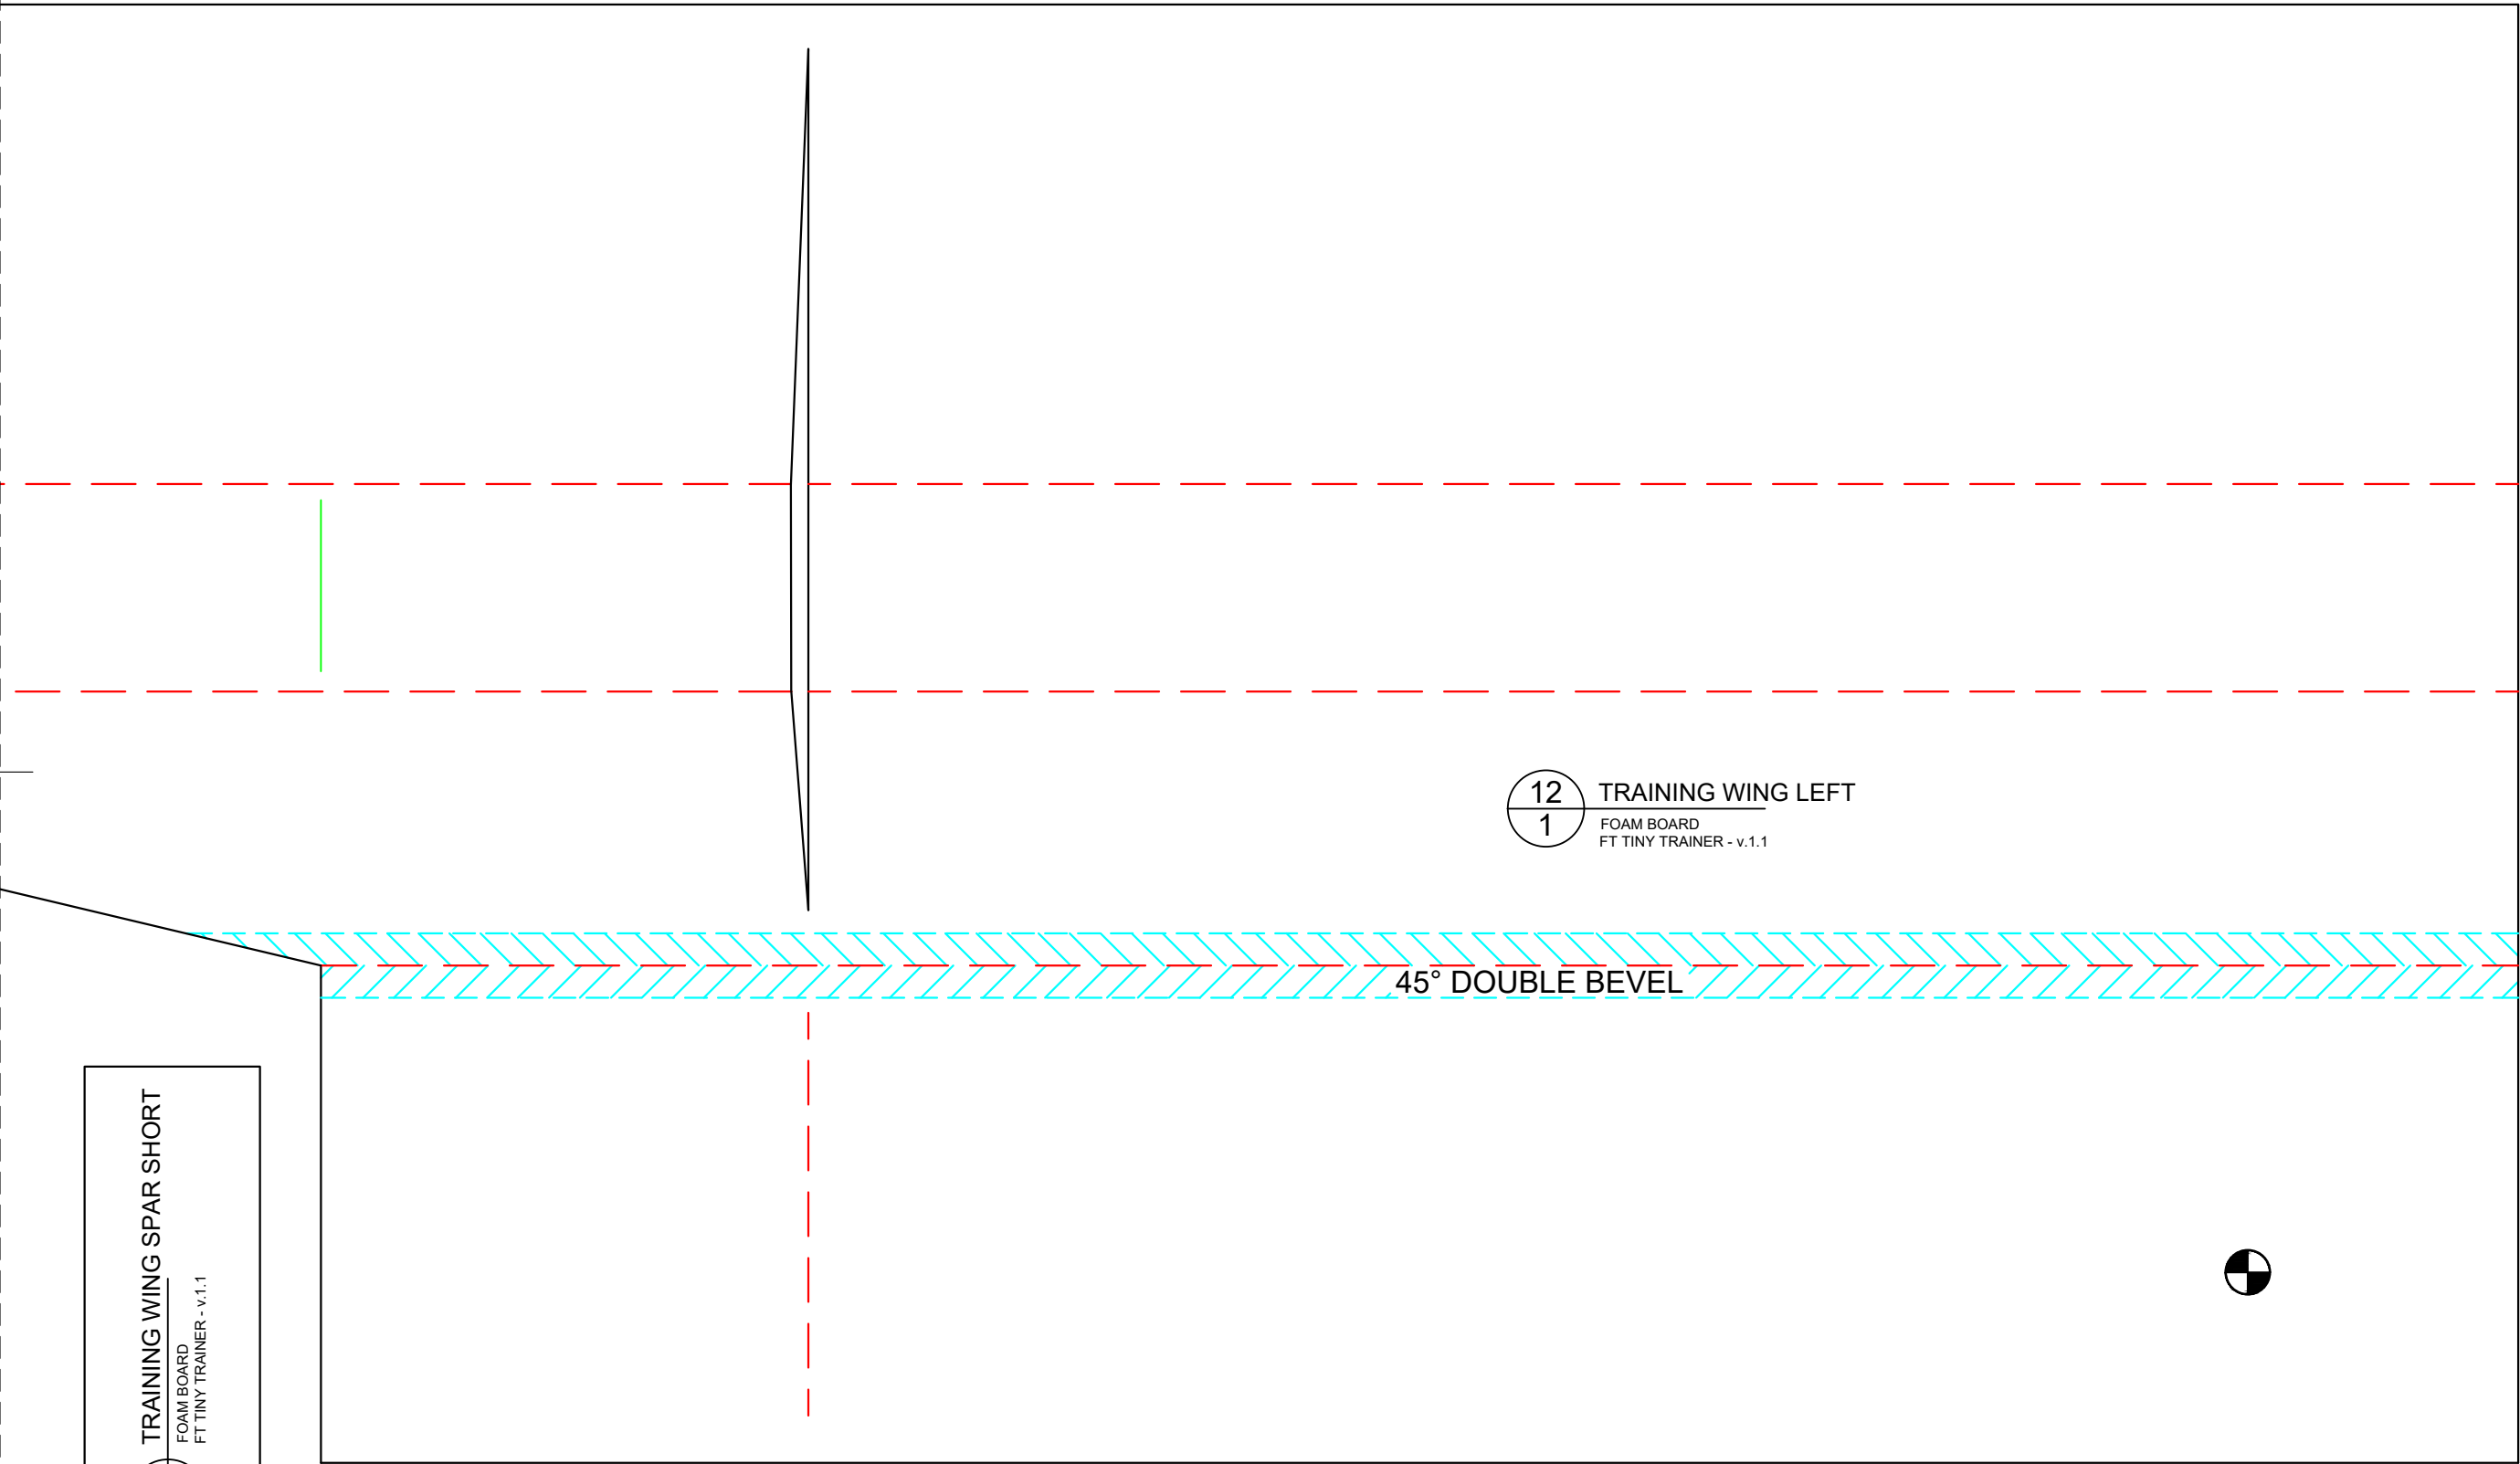 12
1
TRAINING WING LEFT
FOAM BOARD
FT TINY TRAINER - v.1.1
45° DOUBLE BEVEL
TRAINING WING SPAR SHORT
FOAM BOARD
FT TINY TRAINER - v.1.1